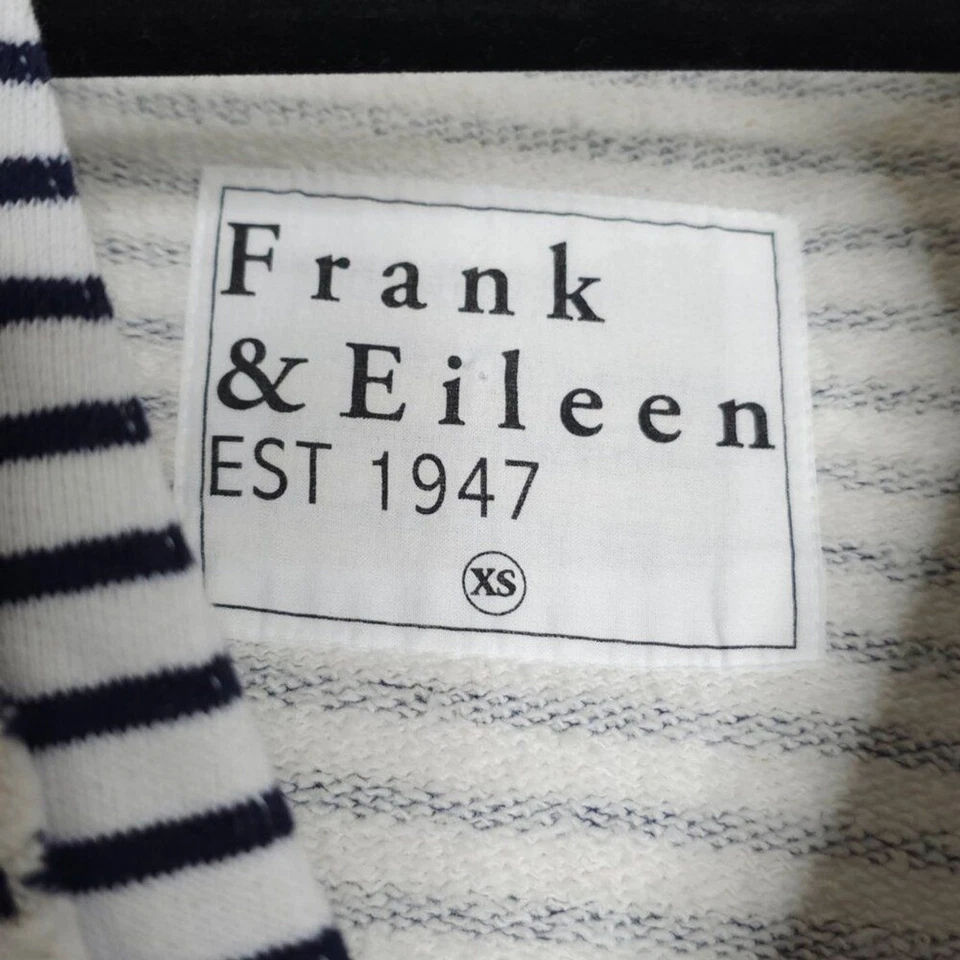 Frank
& Eileen
EST 1947
XS